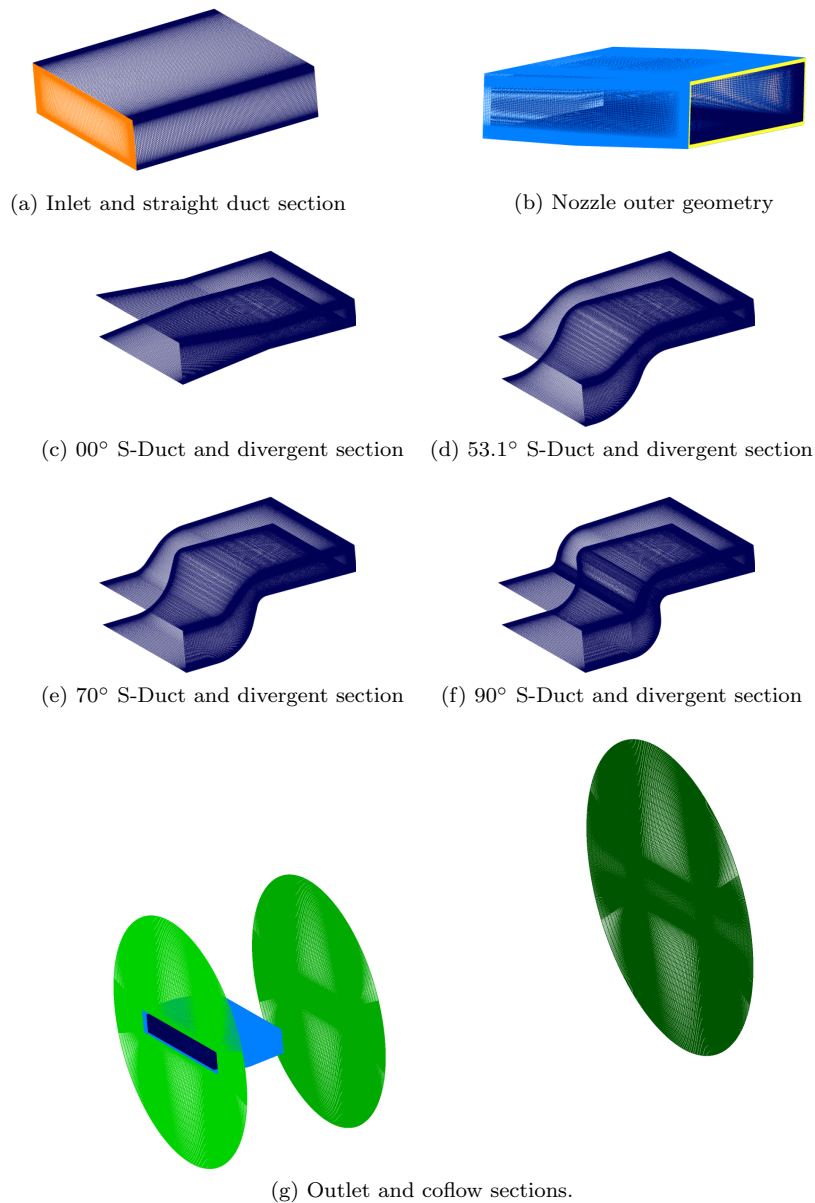 (a) Inlet and straight duct section
(b) Nozzle outer geometry
(c) 00° S-Duct and divergent section
(d) 53.1° S-Duct and divergent section
(e) 70° S-Duct and divergent section
(f) 90° S-Duct and divergent section
(g) Outlet and coflow sections.